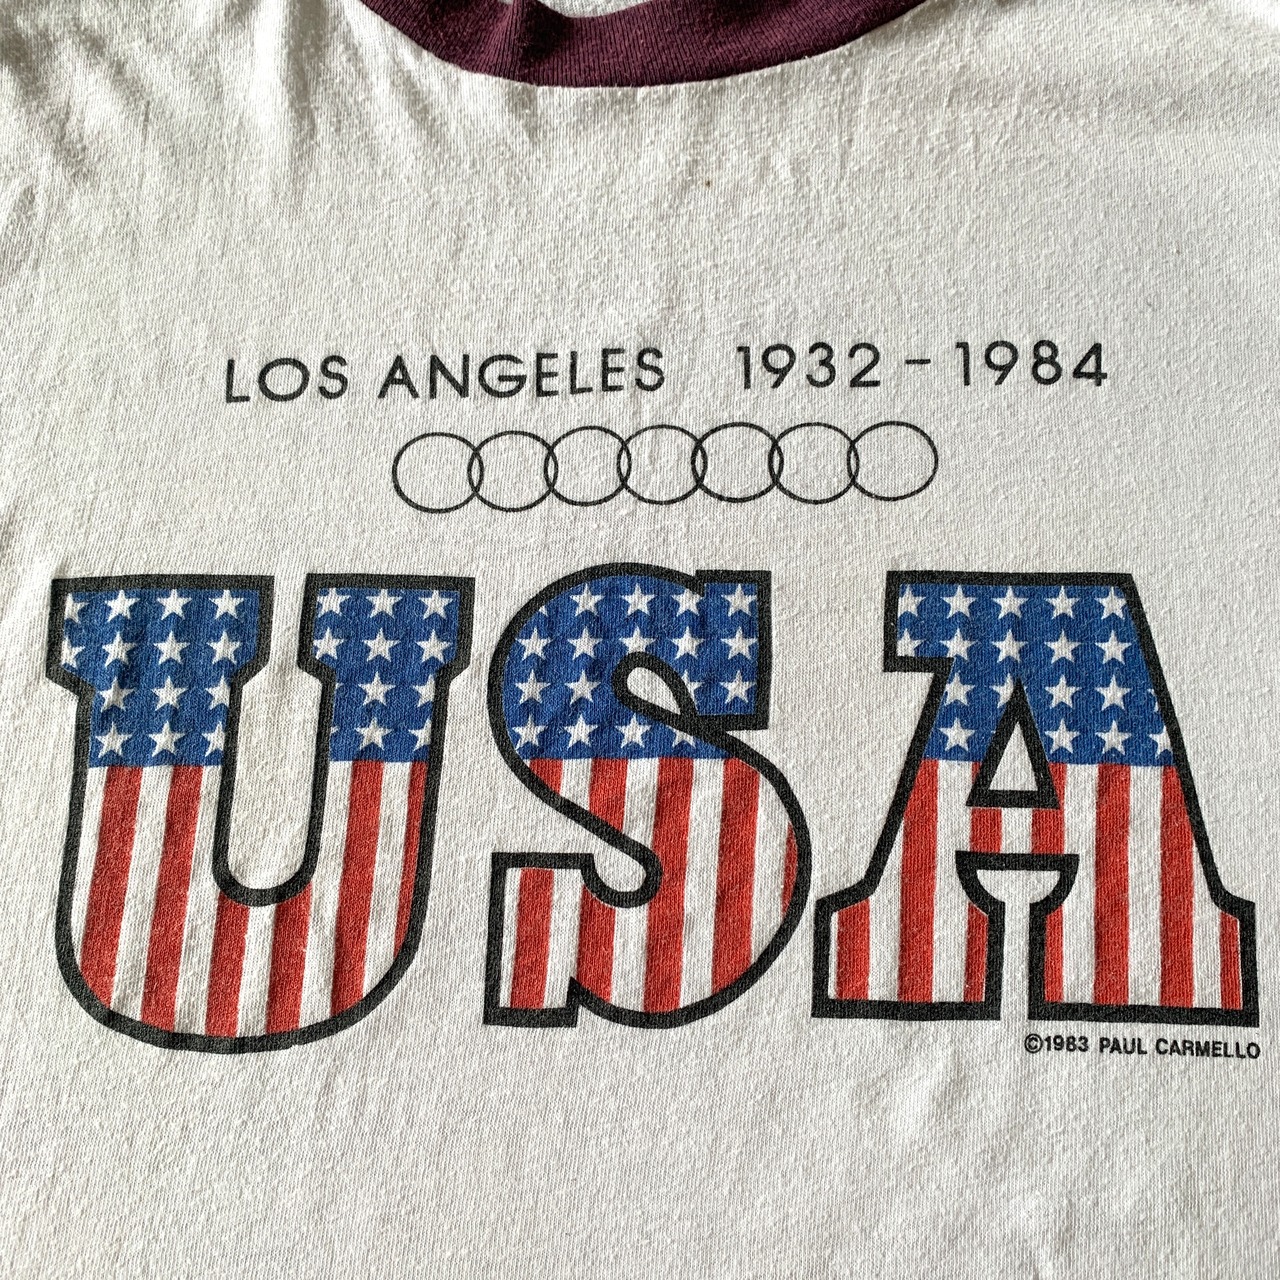 LOS ANGELES 1932 - 1984
USA
©1983 PAUL CARMELLO